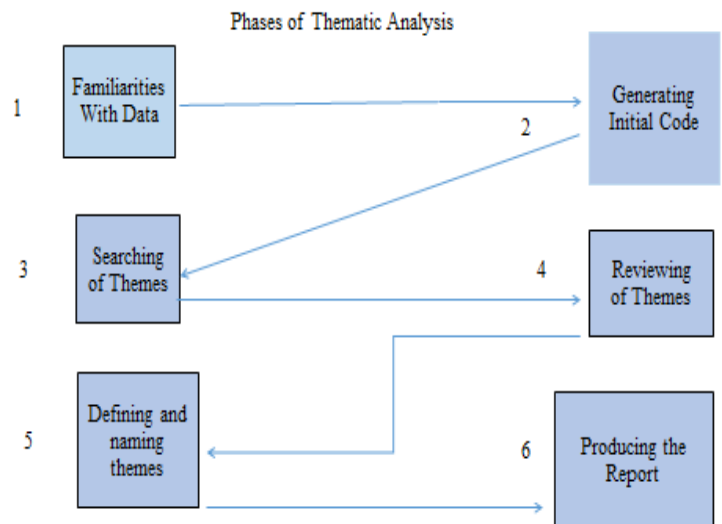 Phases of Thematic Analysis
1
Familiarities
With Data
2
Generating
Initial Code
3
Searching
of Themes
4
Reviewing
of Themes
5
Defining and
naming
themes
6
Producing the
Report